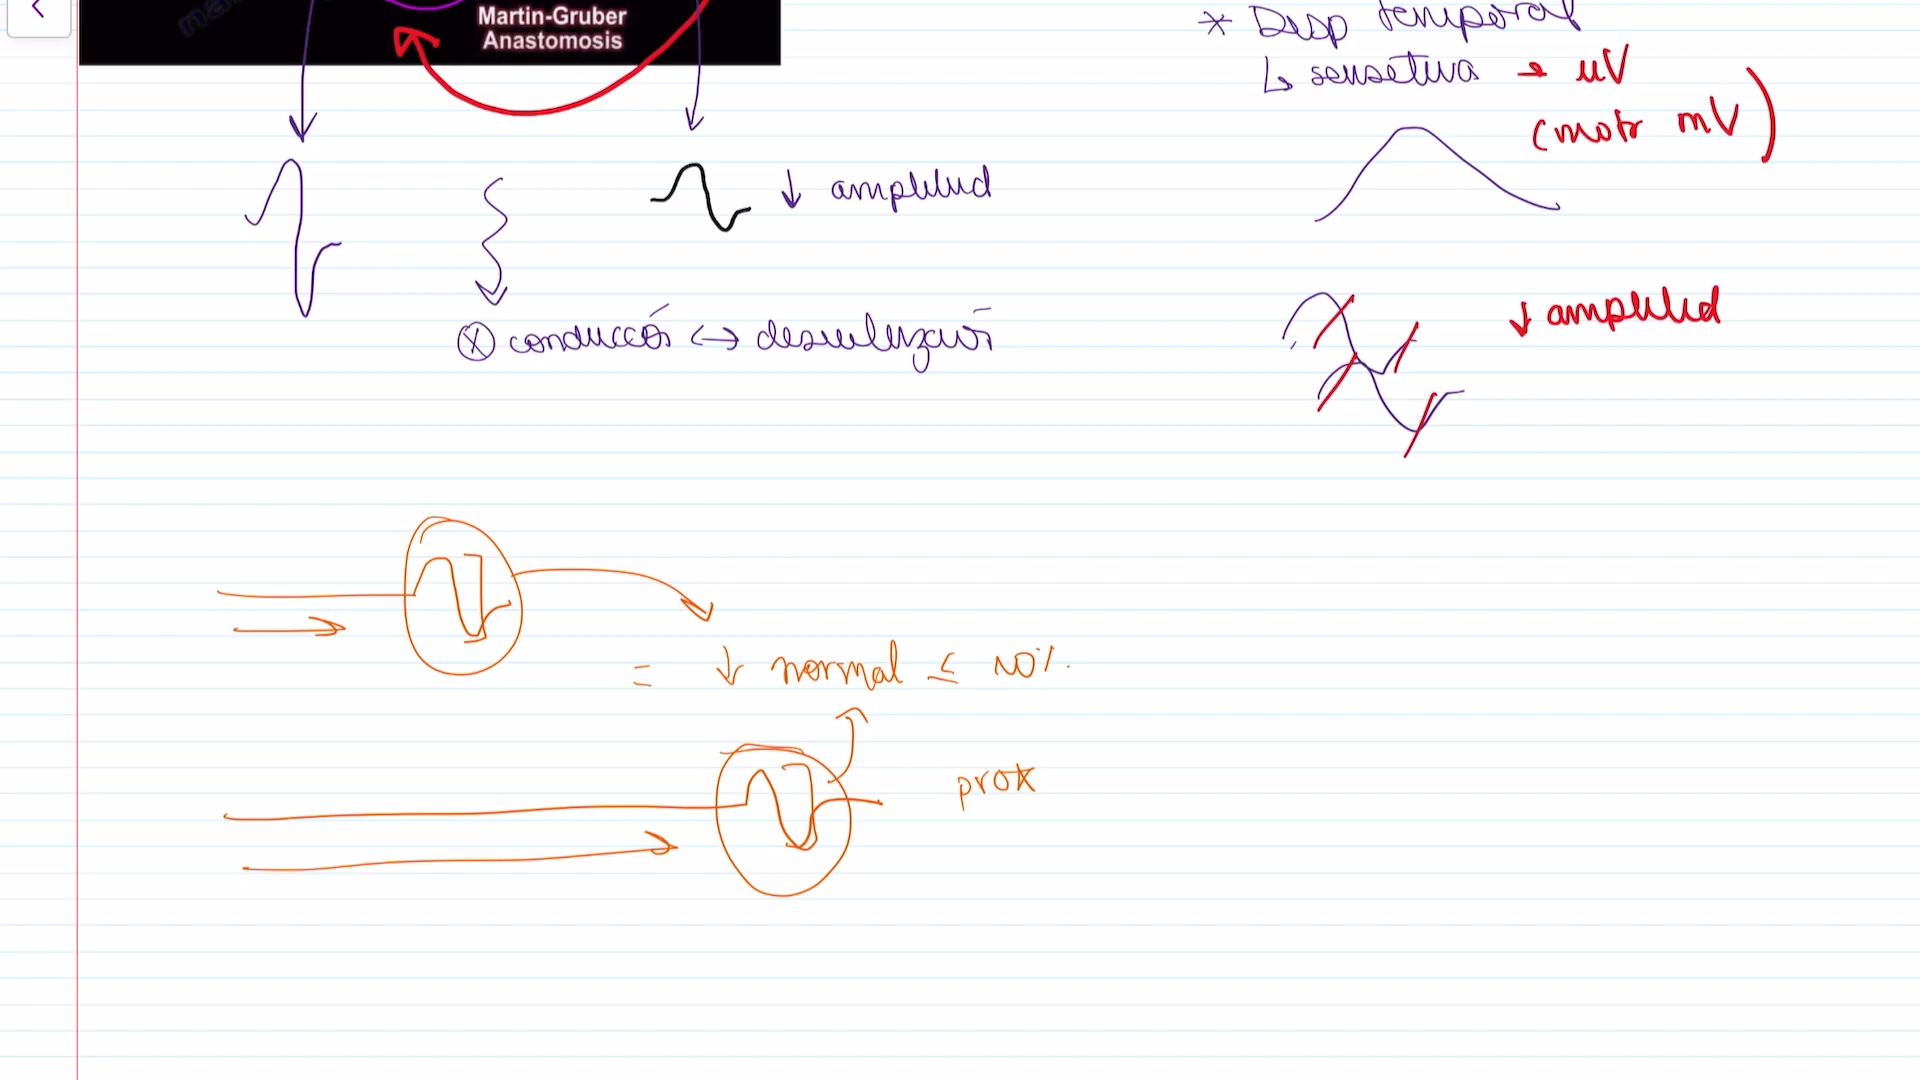 Martin-Gruber
Anastomosis
* Disp temporal
↳ sensitiva → uV
(motr mV)
↓ amplitud
ⓧ conducción ↔ desmielinización
↓ amplitud
= ↓ normal ≤ 10%.
prox